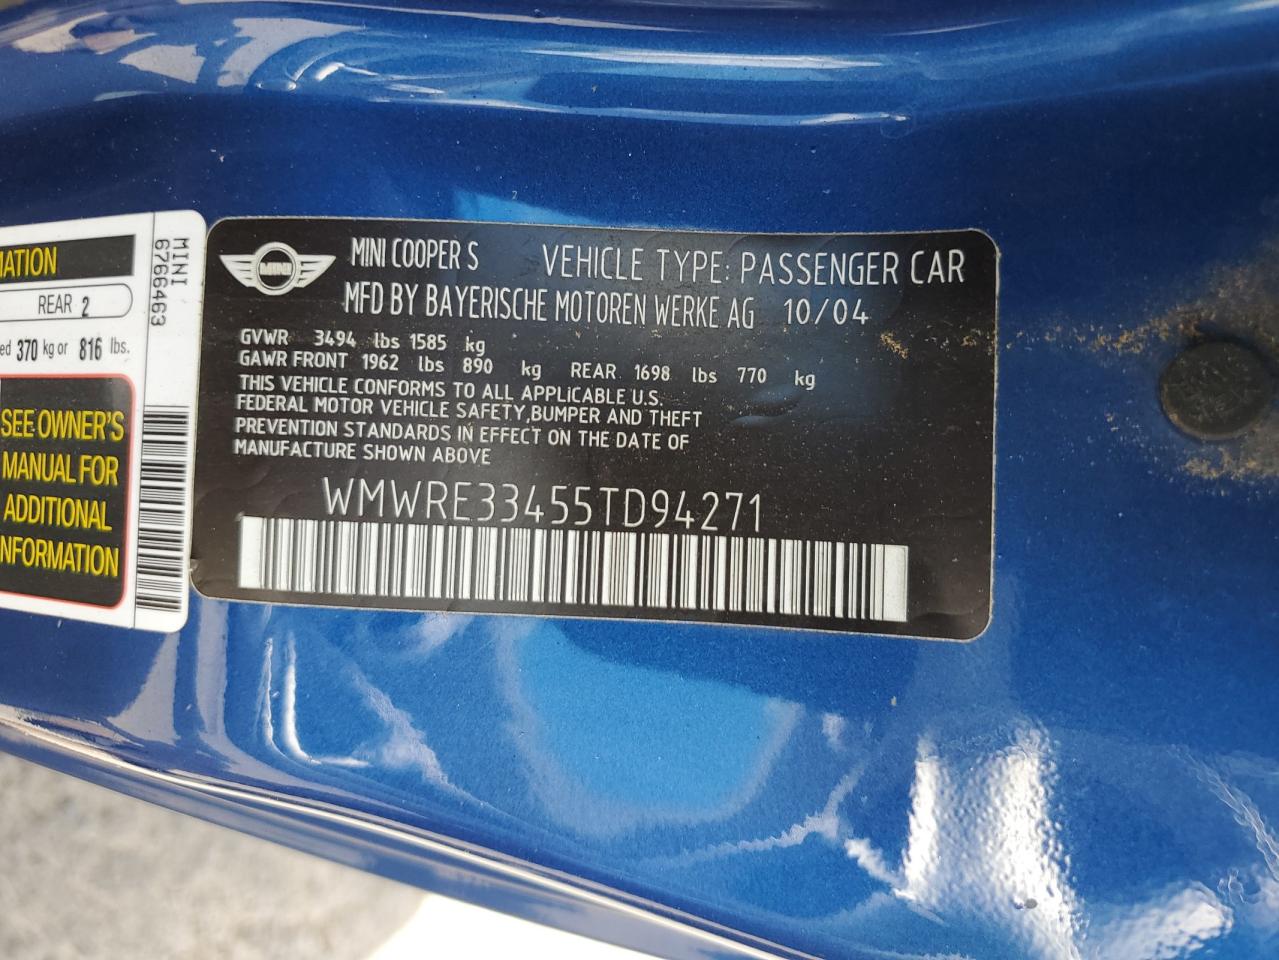 MATION
REAR 2
ed 370 kg or 816 lbs.
SEE OWNER'S
MANUAL FOR
ADDITIONAL
INFORMATION
MINI
6766463
MINI
MINI COOPER S VEHICLE TYPE: PASSENGER CAR
MFD BY BAYERISCHE MOTOREN WERKE AG 10/04
GVWR 3494 lbs 1585 kg
GAWR FRONT 1962 lbs 890 kg REAR 1698 lbs 770 kg
THIS VEHICLE CONFORMS TO ALL APPLiCABLE U.S.
FEDERAL MOTOR VEHICLE SAFETY,BUMPER AND THEFT
PREVENTION STANDARDS IN EFFECT ON THE DATE OF
MANUFACTURE SHOWN ABOVE
WMWRE33455TD94271